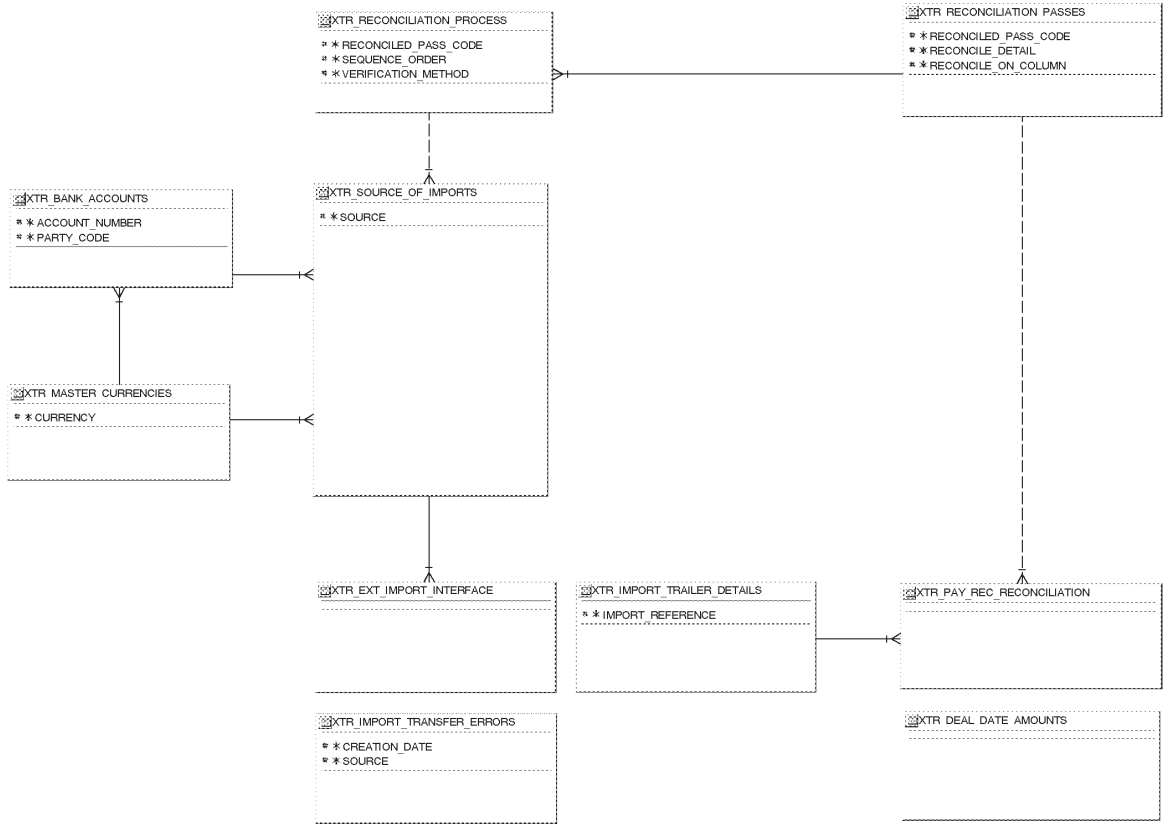 XTR_RECONCILIATION_PROCESS
# * RECONCILED_PASS_CODE
# * SEQUENCE_ORDER
# * VERIFICATION_METHOD
XTR_RECONCILIATION_PASSES
# * RECONCILED_PASS_CODE
# * RECONCILE_DETAIL
# * RECONCILE_ON_COLUMN
XTR_BANK_ACCOUNTS
# * ACCOUNT_NUMBER
# * PARTY_CODE
XTR_SOURCE_OF_IMPORTS
# * SOURCE
XTR_MASTER_CURRENCIES
# * CURRENCY
XTR_EXT_IMPORT_INTERFACE
XTR_IMPORT_TRAILER_DETAILS
# * IMPORT_REFERENCE
XTR_PAY_REC_RECONCILIATION
XTR_IMPORT_TRANSFER_ERRORS
# * CREATION_DATE
# * SOURCE
XTR_DEAL_DATE_AMOUNTS